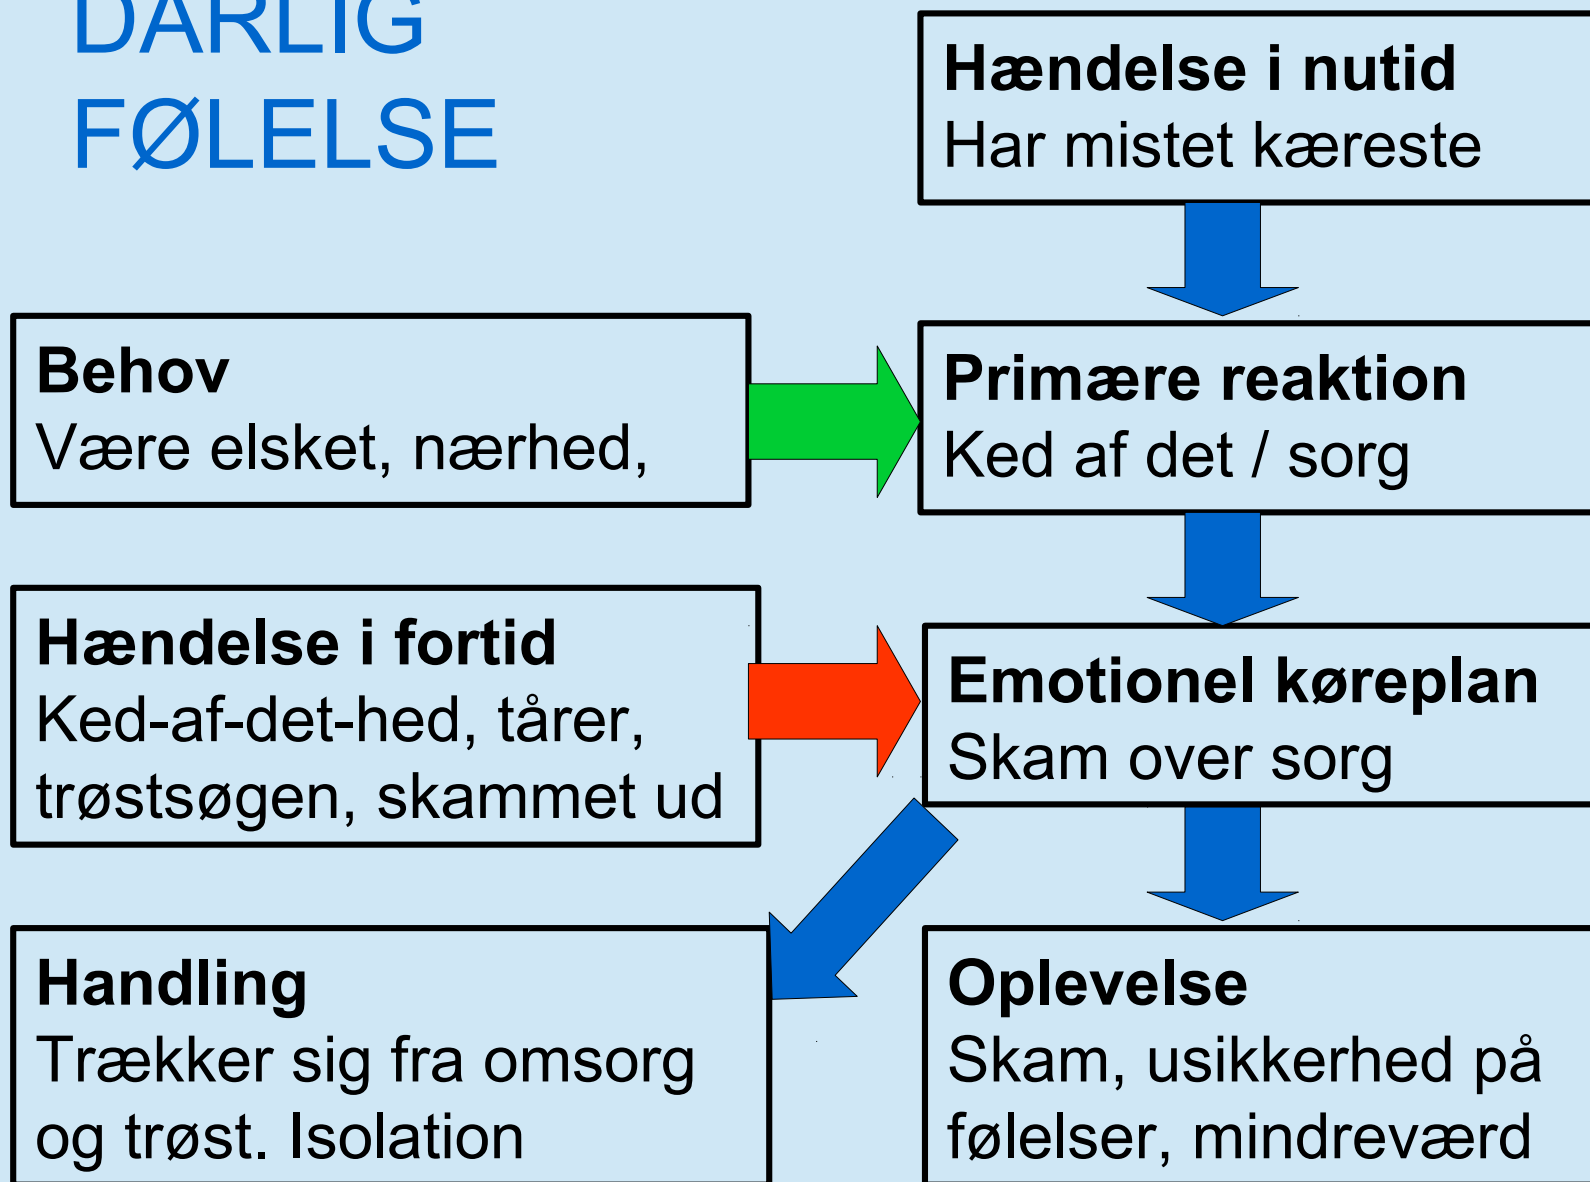 DÅRLIG
FØLELSE
Hændelse i nutid
Har mistet kæreste
Behov
Være elsket, nærhed,
Primære reaktion
Ked af det / sorg
Hændelse i fortid
Ked-af-det-hed, tårer,
trøstsøgen, skammet ud
Emotionel køreplan
Skam over sorg
Handling
Trækker sig fra omsorg
og trøst. Isolation
Oplevelse
Skam, usikkerhed på
følelser, mindreværd